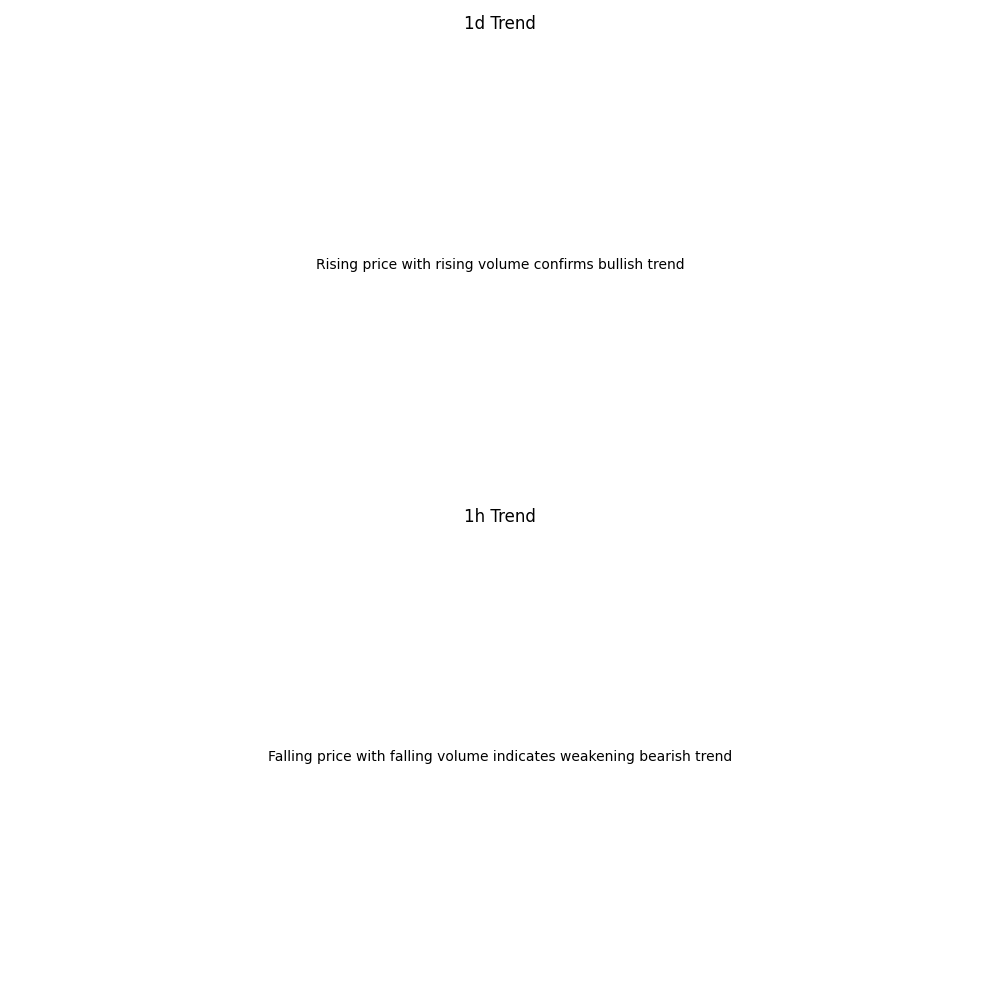 1d Trend
Rising price with rising volume confirms bullish trend
1h Trend
Falling price with falling volume indicates weakening bearish trend